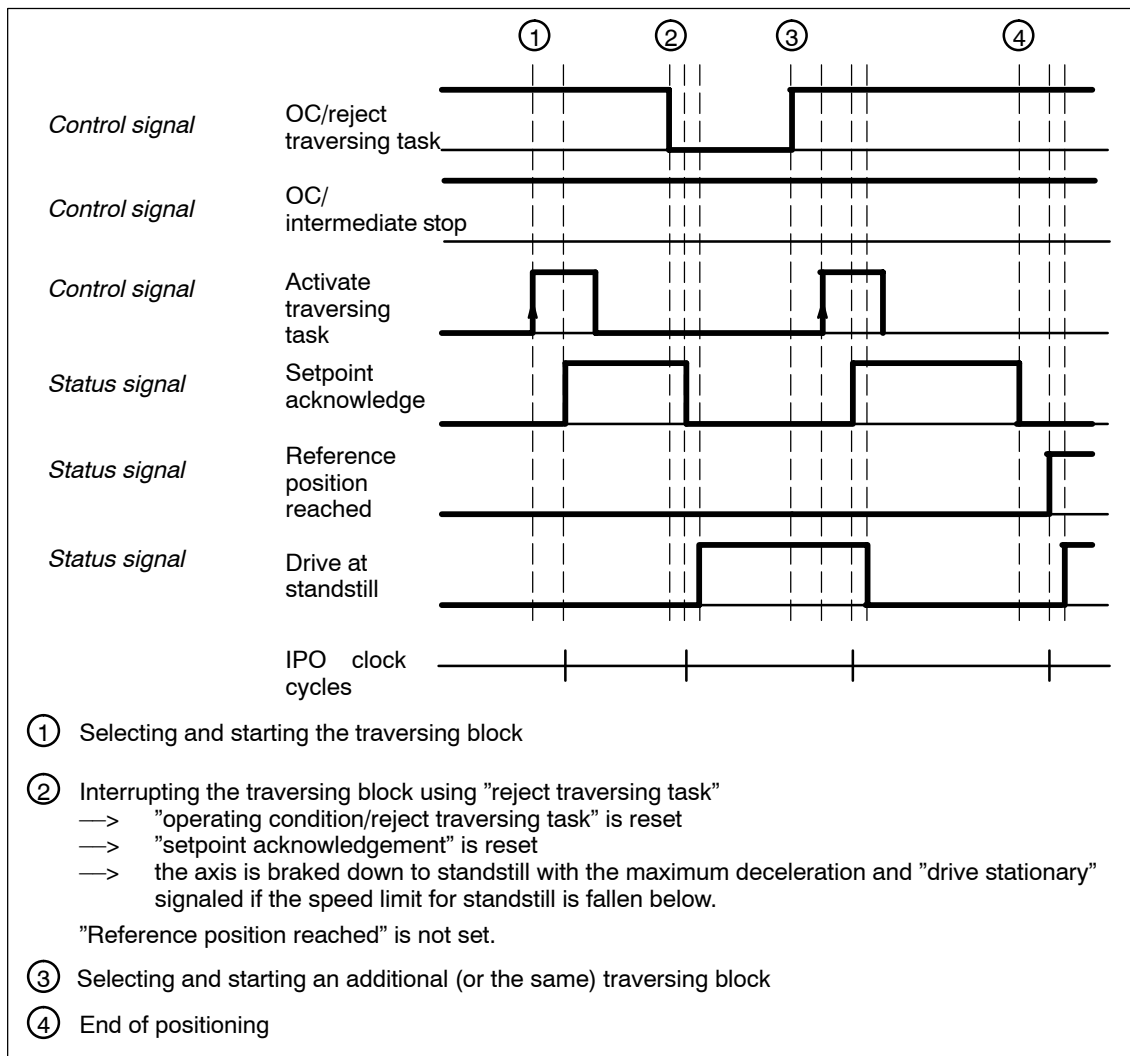 1 2 3 4
Control signal OC/reject
traversing task
Control signal OC/
intermediate stop
Control signal Activate
traversing
task
Status signal Setpoint
acknowledge
Status signal Reference
position
reached
Status signal Drive at
standstill
IPO clock
cycles
1 Selecting and starting the traversing block
2 Interrupting the traversing block using ”reject traversing task”
—> ”operating condition/reject traversing task” is reset
—> ”setpoint acknowledgement” is reset
—> the axis is braked down to standstill with the maximum deceleration and ”drive stationary”
signaled if the speed limit for standstill is fallen below.
”Reference position reached” is not set.
3 Selecting and starting an additional (or the same) traversing block
4 End of positioning